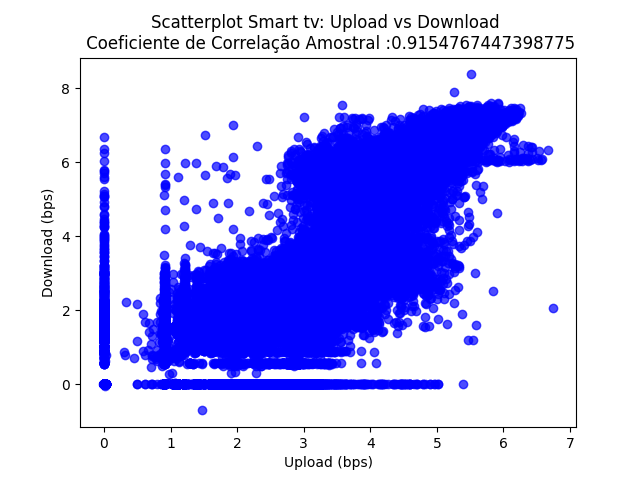 Scatterplot Smart tv: Upload vs Download
Coeficiente de Correlação Amostral :0.9154767447398775
Download (bps)
8
6
4
2
0
0 1 2 3 4 5 6 7
Upload (bps)